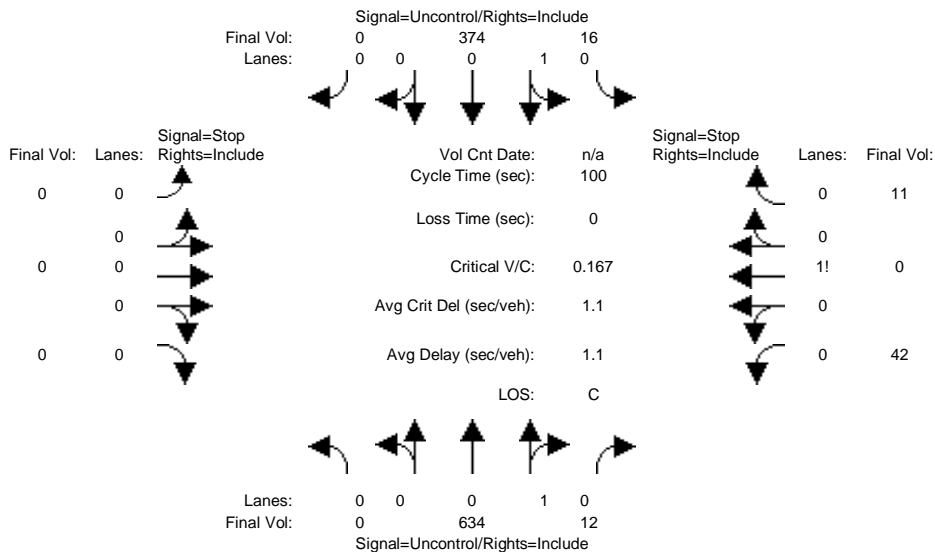 Signal=Uncontrol/Rights=Include
Final Vol: 0 374 16
Lanes: 0 0 0 1 0
Signal=Stop
Final Vol: Lanes: Rights=Include
Vol Cnt Date: n/a
Signal=Stop
Rights=Include Lanes: Final Vol:
Cycle Time (sec): 100
0 0
0 11
Loss Time (sec): 0
0
0
0 0
Critical V/C: 0.167
1! 0
0
Avg Crit Del (sec/veh): 1.1
0
0 0
Avg Delay (sec/veh): 1.1
0 42
LOS: C
Lanes: 0 0 0 1 0
Final Vol: 0 634 12
Signal=Uncontrol/Rights=Include